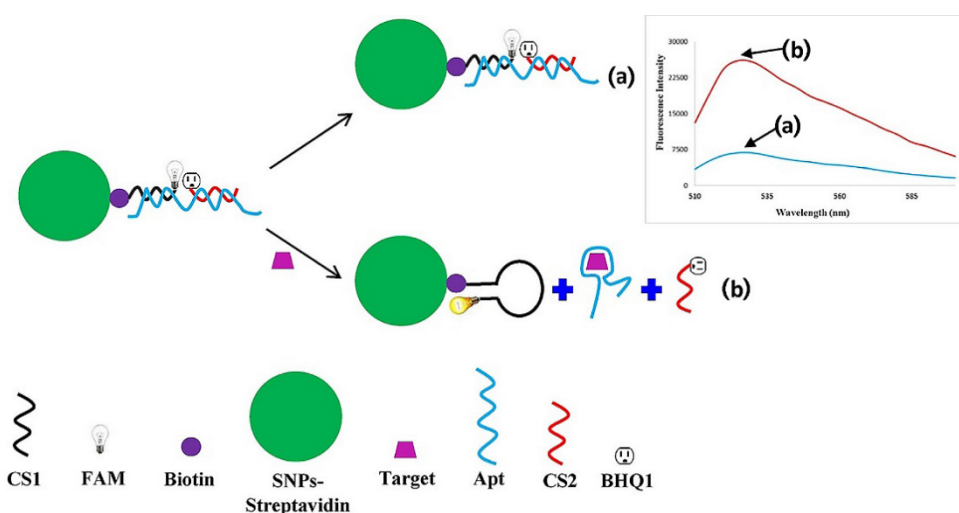 (a)
(b)
(b)
(a)
Fluorescence Intensity
30000
22500
15000
7500
0
510
535
560
585
Wavelength (nm)
CS1
FAM
Biotin
SNPs-
Streptavidin
Target
Apt
CS2
BHQ1